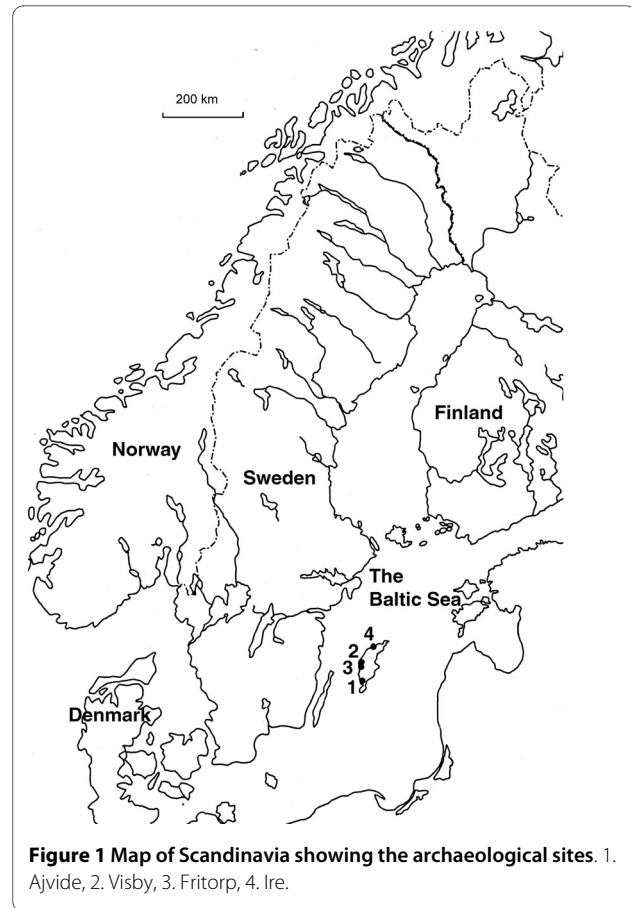 200 km
Finland
Norway
Sweden
The
Baltic Sea
4
2
3
1
Denmark
Figure 1 Map of Scandinavia showing the archaeological sites. 1.
Ajvide, 2. Visby, 3. Fritorp, 4. Ire.